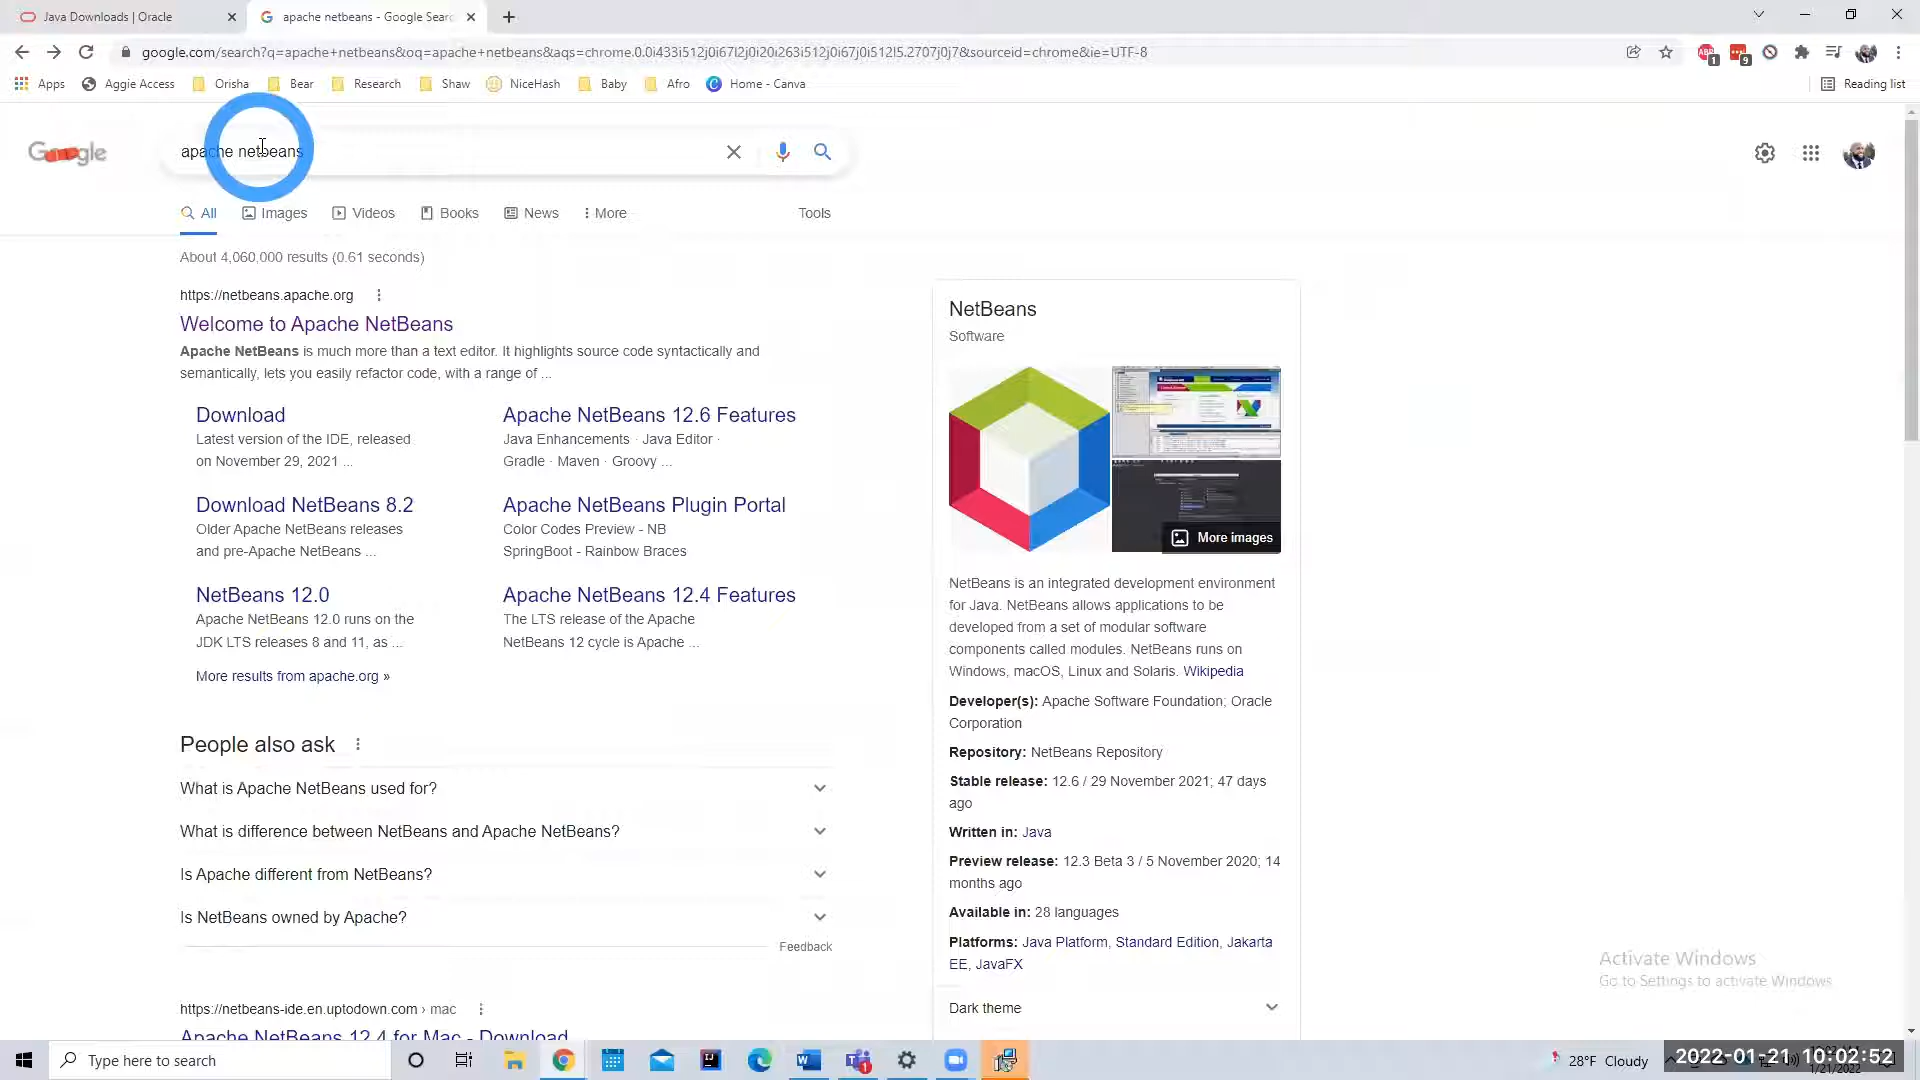 Java Downloads | Oracle
apache netbeans - Google Sear
google.com/search?q=apache+netbeans&oq=apache+netbeans&aqs=chrome.0.0i433i512j0i67l2j0i20i263i512j0i67j0i512l5.2707j0j7&sourceid=chrome&ie=UTF-8
1
9
Apps
Aggie Access
Orisha
Bear
Research
Shaw
NiceHash
Baby
Afro
Home - Canva
Reading list
apache netbeans
All
Images
Videos
Books
News
More
Tools
About 4,060,000 results (0.61 seconds)
https://netbeans.apache.org
Welcome to Apache NetBeans
Apache NetBeans is much more than a text editor. It highlights source code syntactically and
semantically, lets you easily refactor code, with a range of ...
Download
Latest version of the IDE, released
on November 29, 2021 ...
Apache NetBeans 12.6 Features
Java Enhancements · Java Editor ·
Gradle · Maven · Groovy ...
Download NetBeans 8.2
Older Apache NetBeans releases
and pre-Apache NetBeans ...
Apache NetBeans Plugin Portal
Color Codes Preview - NB
SpringBoot - Rainbow Braces
NetBeans 12.0
Apache NetBeans 12.0 runs on the
JDK LTS releases 8 and 11, as ...
Apache NetBeans 12.4 Features
The LTS release of the Apache
NetBeans 12 cycle is Apache ...
More results from apache.org »
People also ask
What is Apache NetBeans used for?
What is difference between NetBeans and Apache NetBeans?
Is Apache different from NetBeans?
Is NetBeans owned by Apache?
Feedback
https://netbeans-ide.en.uptodown.com › mac
Apache NetBeans 12.4 for Mac - Download
NetBeans
Software
More images
NetBeans is an integrated development environment
for Java. NetBeans allows applications to be
developed from a set of modular software
components called modules. NetBeans runs on
Windows, macOS, Linux and Solaris. Wikipedia
Developer(s): Apache Software Foundation; Oracle
Corporation
Repository: NetBeans Repository
Stable release: 12.6 / 29 November 2021; 47 days
ago
Written in: Java
Preview release: 12.3 Beta 3 / 5 November 2020; 14
months ago
Available in: 28 languages
Platforms: Java Platform, Standard Edition, Jakarta
EE, JavaFX
Dark theme
Activate Windows
Go to Settings to activate Windows.
Type here to search
28°F Cloudy
2022-01-21 10:02:52
1/21/2022